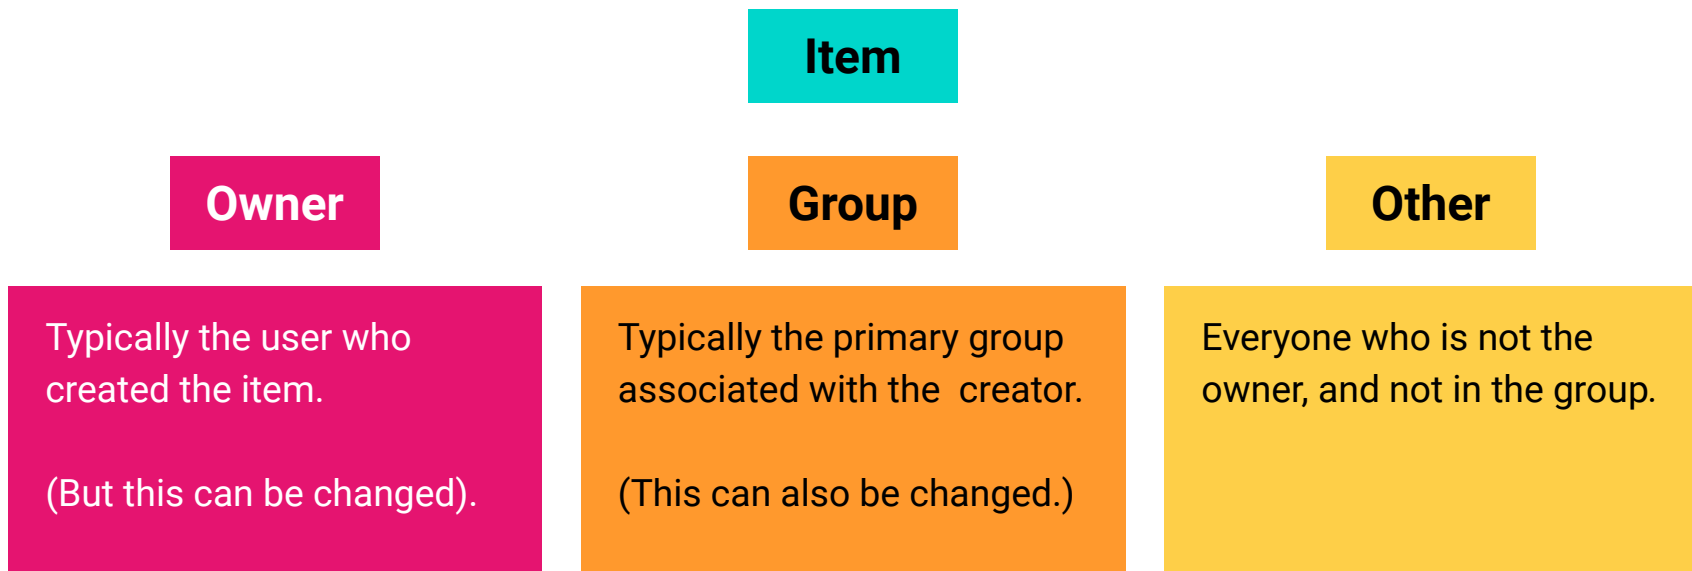 Item
Owner
Group
Other
Typically the user who
created the item.
(But this can be changed).
Typically the primary group
associated with the  creator.
(This can also be changed.)
Everyone who is not the
owner, and not in the group.